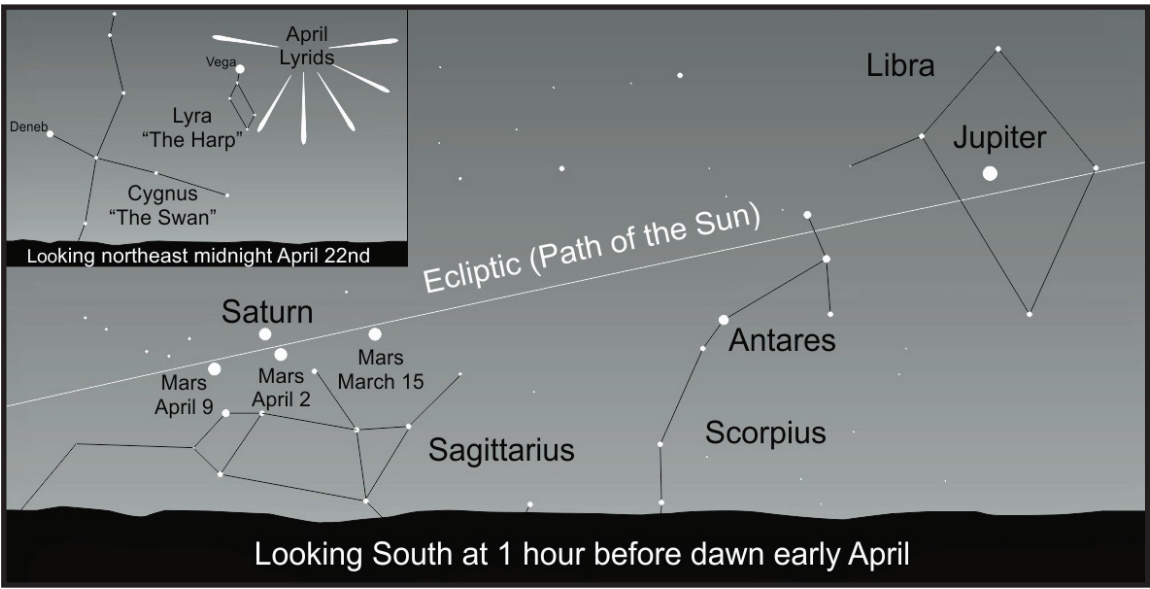 April
Lyrids
Vega
Lyra
“The Harp”
Deneb
Cygnus
“The Swan”
Looking northeast midnight April 22nd
Libra
Jupiter
Ecliptic (Path of the Sun)
Saturn
Mars
March 15
Mars
April 2
Mars
April 9
Antares
Scorpius
Sagittarius
Looking South at 1 hour before dawn early April